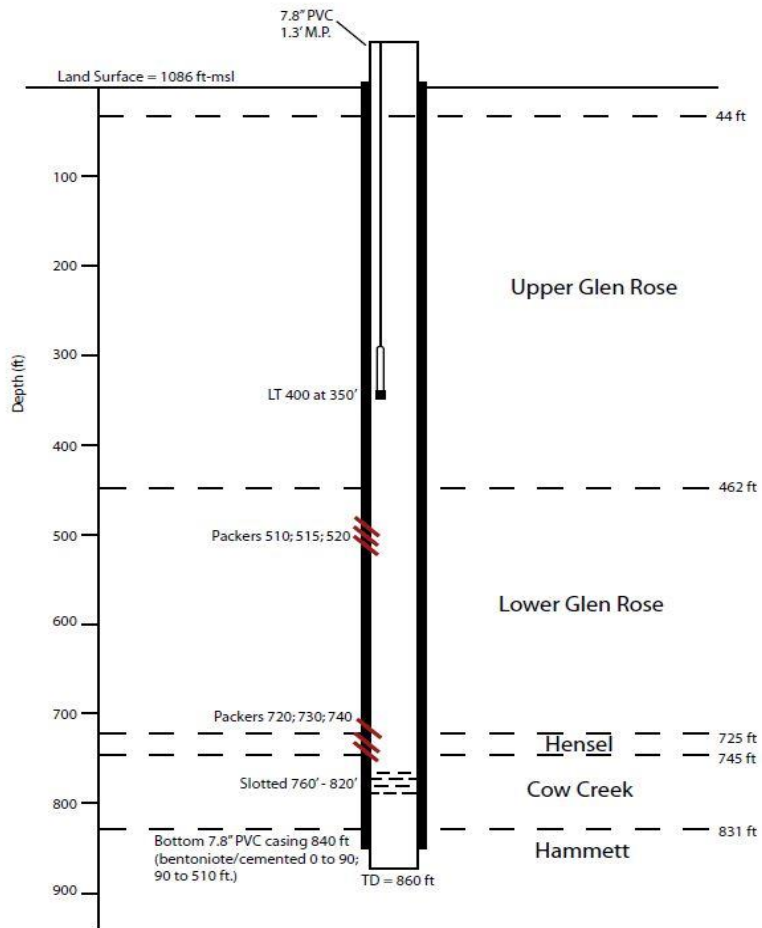 7.8" PVC
1.3' M.P.
Land Surface = 1086 ft-msl
44 ft
100
200
Upper Glen Rose
300
Depth (ft)
LT 400 at 350'
400
462 ft
500
Packers 510; 515; 520
Lower Glen Rose
600
700
Packers 720; 730; 740
725 ft
Hensel
745 ft
Slotted 760' - 820'
Cow Creek
800
831 ft
Bottom 7.8" PVC casing 840 ft
(bentoniote/cemented 0 to 90;
90 to 510 ft.)
Hammett
TD = 860 ft
900